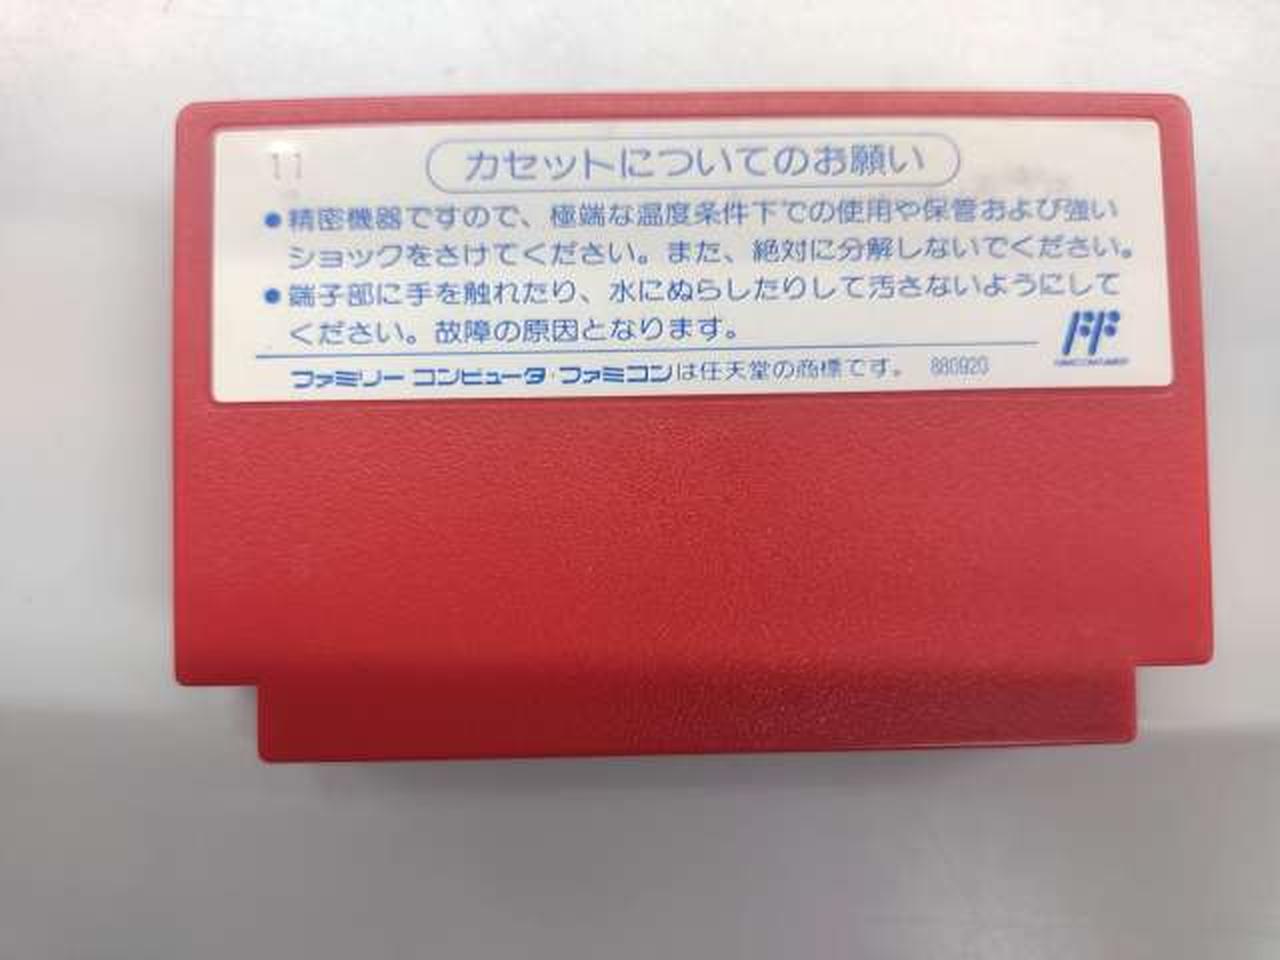 11
カセットについてのお願い
●精密機器ですので、極端な温度条件下での使用や保管および強い
ショックをさけてください。また、絶対に分解しないでください。
●端子部に手を触れたり、水にぬらしたりして汚さないようにして
ください。故障の原因となります。
ファミリー コンピュータ・ファミコンは任天堂の商標です。 880920